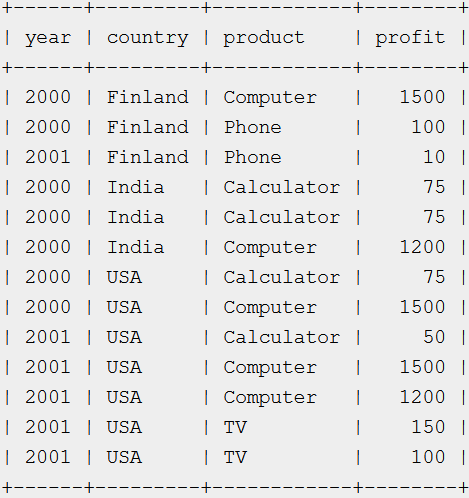 +------+---------+------------+--------+
| year | country | product    | profit |
+------+---------+------------+--------+
| 2000 | Finland | Computer   |   1500 |
| 2000 | Finland | Phone      |    100 |
| 2001 | Finland | Phone      |     10 |
| 2000 | India   | Calculator |     75 |
| 2000 | India   | Calculator |     75 |
| 2000 | India   | Computer   |   1200 |
| 2000 | USA     | Calculator |     75 |
| 2000 | USA     | Computer   |   1500 |
| 2001 | USA     | Calculator |     50 |
| 2001 | USA     | Computer   |   1500 |
| 2001 | USA     | Computer   |   1200 |
| 2001 | USA     | TV         |    150 |
| 2001 | USA     | TV         |    100 |
+------+---------+------------+--------+